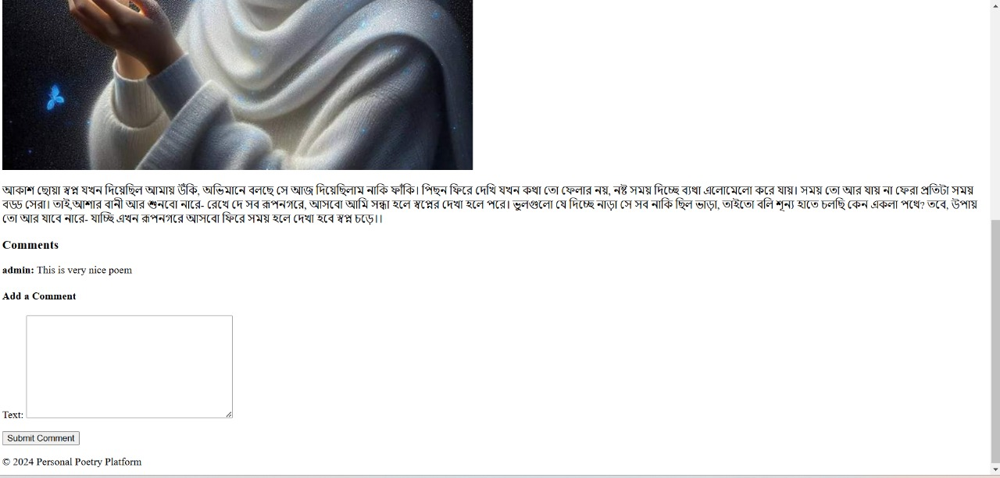 আকাশ ছোয়া স্বপ্ন যখন দিয়েছিল আমায় উঁকি, অভিমানে বলছে সে আজ দিয়েছিলাম নাকি ফাঁকি। পিছন ফিরে দেখি যখন কথা তো ফেলার নয়, নষ্ট সময় দিচ্ছে ব্যথা এলোমেলো করে যায়। সময় তো আর যায় না ফেরা প্রতিটা সময়
বড্ড সেরা। তাই,আশার বানী আর শুনবো নারে- রেখে দে সব রূপনগরে, আসবো আমি সন্ধা হলে স্বপ্নের দেখা হলে পরে। ভুলগুলো যে দিচ্ছে নাড়া সে সব নাকি ছিল ভাড়া, তাইতো বলি শূন্য হাতে চলছি কেন একলা পথে? তবে, উপায়
তো আর যাবে নারে- যাচ্ছি এখন রূপনগরে আসবো ফিরে সময় হলে দেখা হবে স্বপ্ন চড়ে।।
Comments
admin: This is very nice poem
Add a Comment
Text:
Submit Comment
© 2024 Personal Poetry Platform